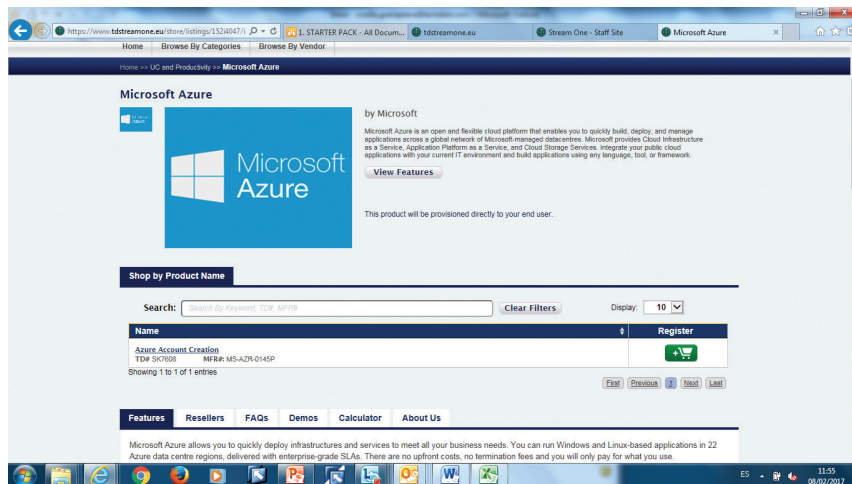 https://www.tdstreamone.eu/store/listings/152/4047/i
1. STARTER PACK - All Docum...
tdstreamone.eu
Stream One - Staff Site
Microsoft Azure
Home Browse By Categories Browse By Vendor
Home >> UC and Productivity >> Microsoft Azure
Microsoft Azure
by Microsoft
Microsoft Azure is an open and flexible cloud platform that enables you to quickly build, deploy, and manage
applications across a global network of Microsoft-managed datacentres. Microsoft provides Cloud Infrastructure
as a Service, Application Platform as a Service, and Cloud Storage Services. Integrate your public cloud
applications with your current IT environment and build applications using any language, tool, or framework.
Microsoft
Azure
View Features
This product will be provisioned directly to your end user.
Shop by Product Name
Search: Search By Keyword, TD#, MFR# Clear Filters Display: 10
Name Register
Azure Account Creation
TD# SK7608 MFR#: MS-AZR-0145P
Showing 1 to 1 of 1 entries
First Previous 1 Next Last
Features Resellers FAQs Demos Calculator About Us
Microsoft Azure allows you to quickly deploy infrastructures and services to meet all your business needs. You can run Windows and Linux-based applications in 22
Azure data centre regions, delivered with enterprise-grade SLAs. There are no upfront costs, no termination fees and you will only pay for what you use.
ES 11:55
08/02/2017